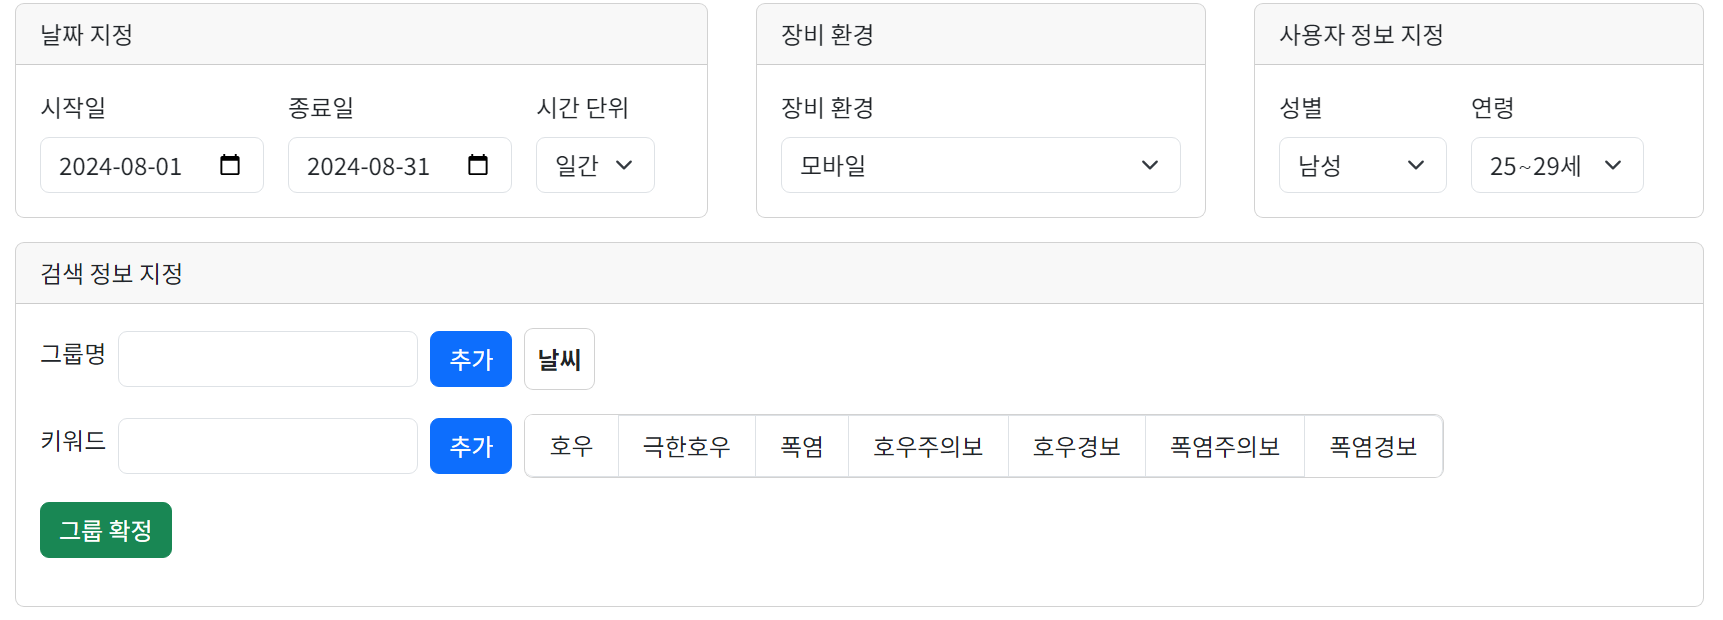 날짜 지정
시작일 종료일 시간 단위
2024-08-01 2024-08-31 일간
장비 환경
장비 환경
모바일
사용자 정보 지정
성별 연령
남성 25~29세
검색 정보 지정
그룹명 추가 날씨
키워드 추가 호우 극한호우 폭염 호우주의보 호우경보 폭염주의보 폭염경보
그룹 확정